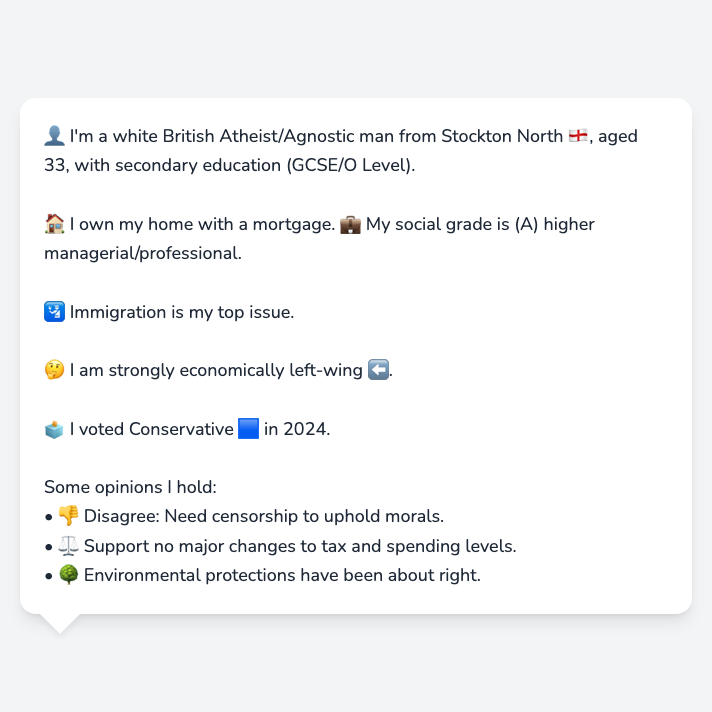 👤 I'm a white British Atheist/Agnostic man from Stockton North 🏴󠁧󠁢󠁥󠁮󠁧󠁿, aged
33, with secondary education (GCSE/O Level).
🏠 I own my home with a mortgage. 💼 My social grade is (A) higher
managerial/professional.
🛂 Immigration is my top issue.
🤔 I am strongly economically left-wing ⬅️.
🗳️ I voted Conservative 🟦 in 2024.
Some opinions I hold:
• 👎 Disagree: Need censorship to uphold morals.
• ⚖️ Support no major changes to tax and spending levels.
• 🌳 Environmental protections have been about right.